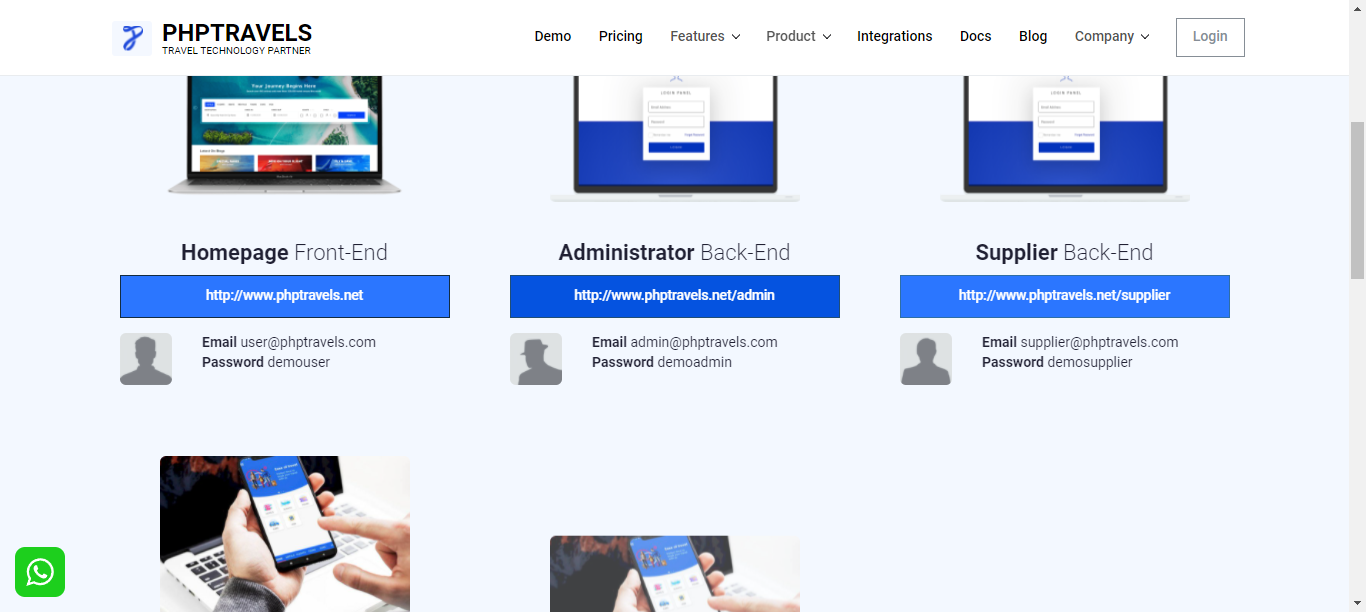 PHPTRAVELS
TRAVEL TECHNOLOGY PARTNER
Demo
Pricing
Features
Product
Integrations
Docs
Blog
Company
Login
Your Journey Begins Here
LOGIN PANEL
LOGIN PANEL
Homepage Front-End
Administrator Back-End
Supplier Back-End
http://www.phptravels.net
http://www.phptravels.net/admin
http://www.phptravels.net/supplier
Email user@phptravels.com
Password demouser
Email admin@phptravels.com
Password demoadmin
Email supplier@phptravels.com
Password demosupplier